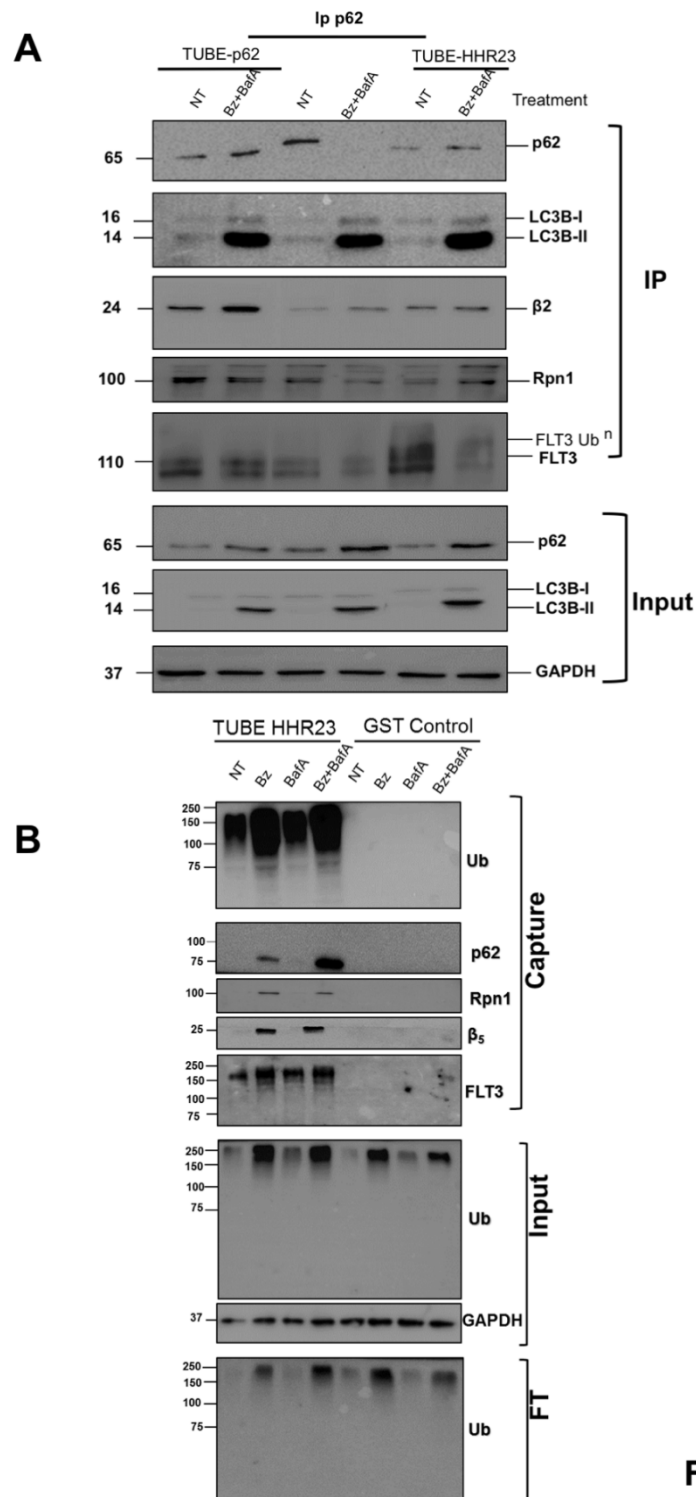 A
Ip p62
TUBE-p62
TUBE-HHR23
NT
Bz+BafA
NT
Bz+BafA
NT
Bz+BafA
Treatment
65
p62
16
LC3B-I
14
LC3B-II
24
β2
100
Rpn1
FLT3 Ub n
110
FLT3
IP
65
p62
16
LC3B-I
14
LC3B-II
37
GAPDH
Input
B
TUBE HHR23
GST Control
NT
Bz
BafA
Bz+BafA
NT
Bz
BafA
Bz+BafA
250
150
100
75
Ub
100
75
p62
100
Rpn1
25
β5
250
150
100
75
FLT3
Capture
250
150
100
75
Ub
37
GAPDH
Input
250
150
100
75
Ub
FT